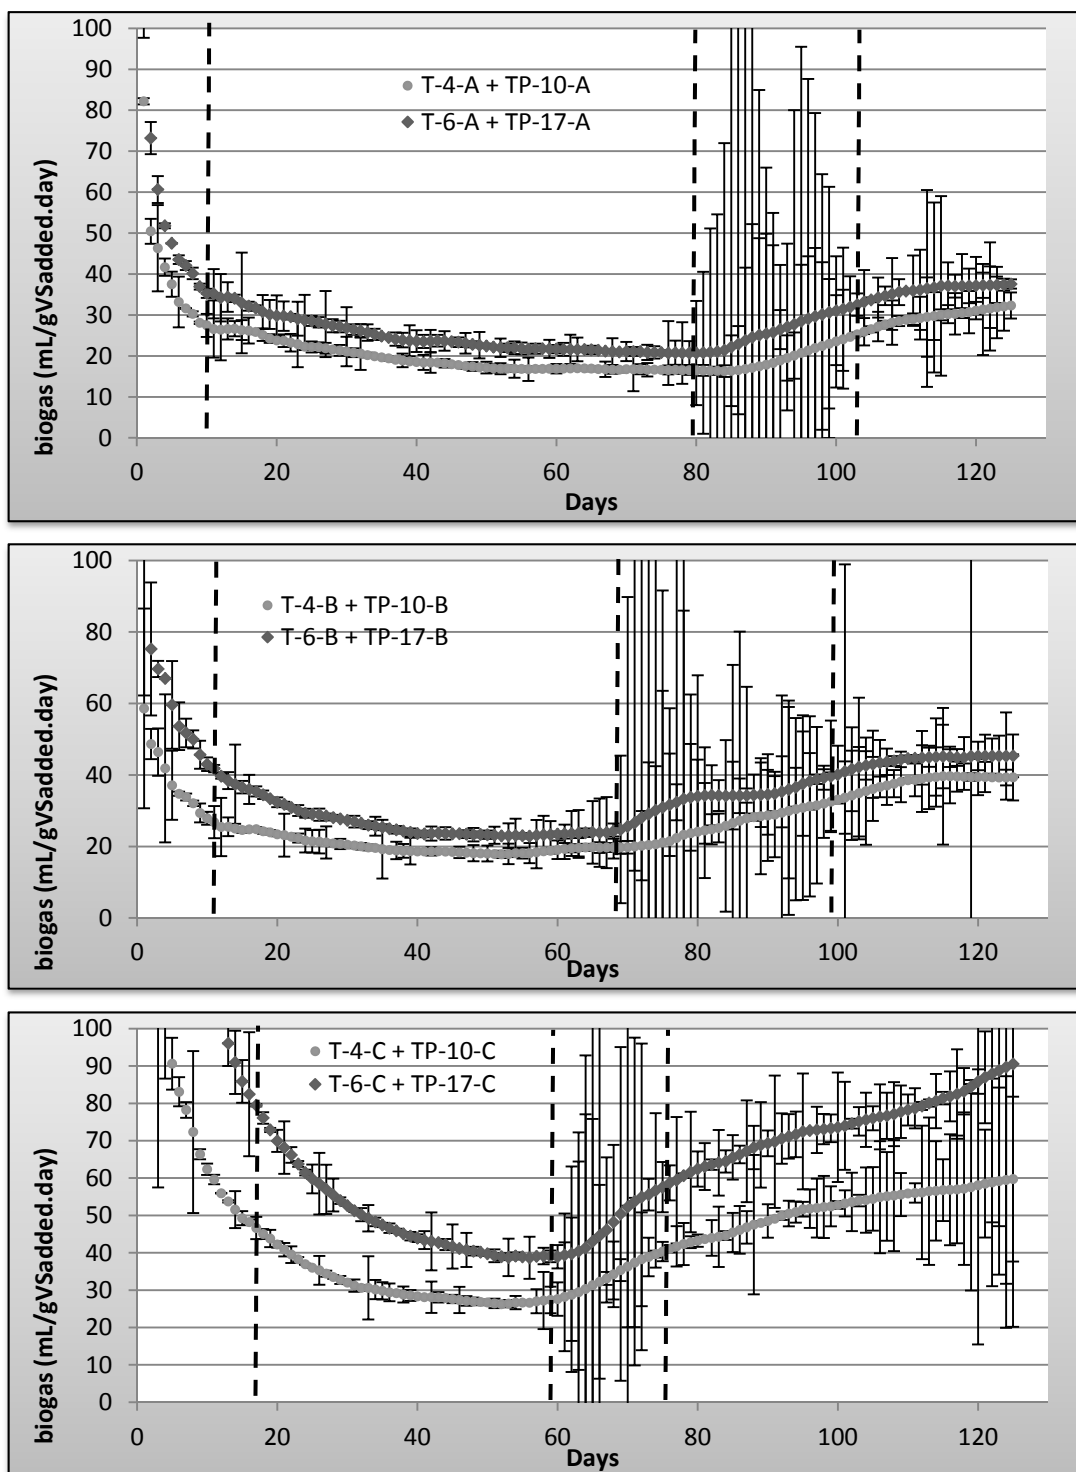 100
90
80
70
60
50
40
30
20
10
0
biogas (mL/gVSadded.day)
T-4-A + TP-10-A
T-6-A + TP-17-A
0 20 40 60 80 100 120
Days
100
80
60
40
20
0
biogas (mL/gVSadded.day)
T-4-B + TP-10-B
T-6-B + TP-17-B
0 20 40 60 80 100 120
Days
100
90
80
70
60
50
40
30
20
10
0
biogas (mL/gVSadded.day)
T-4-C + TP-10-C
T-6-C + TP-17-C
0 20 40 60 80 100 120
Days